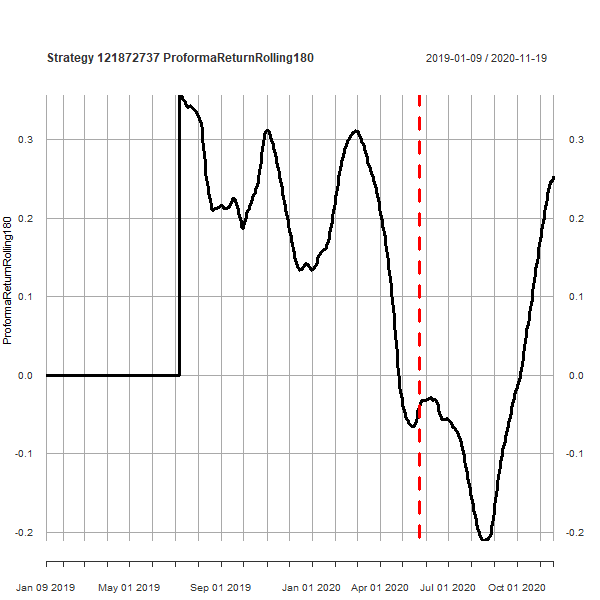 Strategy 121872737 ProformaReturnRolling180
2019-01-09 / 2020-11-19
ProformaReturnRolling180
0.3 0.3
0.2 0.2
0.1 0.1
0.0 0.0
-0.1 -0.1
-0.2 -0.2
Jan 09 2019 May 01 2019 Sep 01 2019 Jan 01 2020 Apr 01 2020 Jul 01 2020 Oct 01 2020